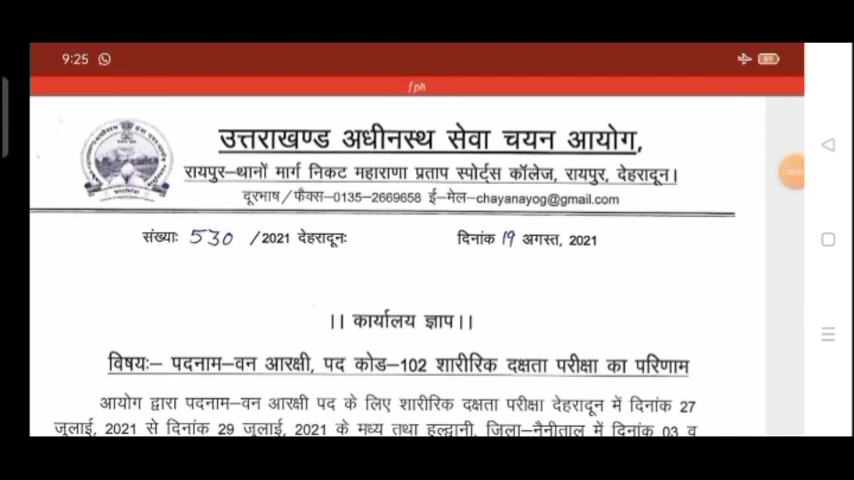 9:25
fph
उत्तराखण्ड अधीनस्थ सेवा चयन आयोग,
रायपुर–थानों मार्ग निकट महाराणा प्रताप स्पोर्ट्स कॉलेज, रायपुर, देहरादून।
दूरभाष/फैक्स–0135–2669658 ई–मेल–chayanayog@gmail.com
संख्याः 530 /2021 देहरादूनः दिनांक 19 अगस्त, 2021
।। कार्यालय ज्ञाप।।
विषयः– पदनाम–वन आरक्षी, पद कोड–102 शारीरिक दक्षता परीक्षा का परिणाम
आयोग द्वारा पदनाम–वन आरक्षी पद के लिए शारीरिक दक्षता परीक्षा देहरादून में दिनांक 27
जुलाई, 2021 से दिनांक 29 जुलाई, 2021 के मध्य तथा हल्द्वानी, जिला–नैनीताल में दिनांक 03 व